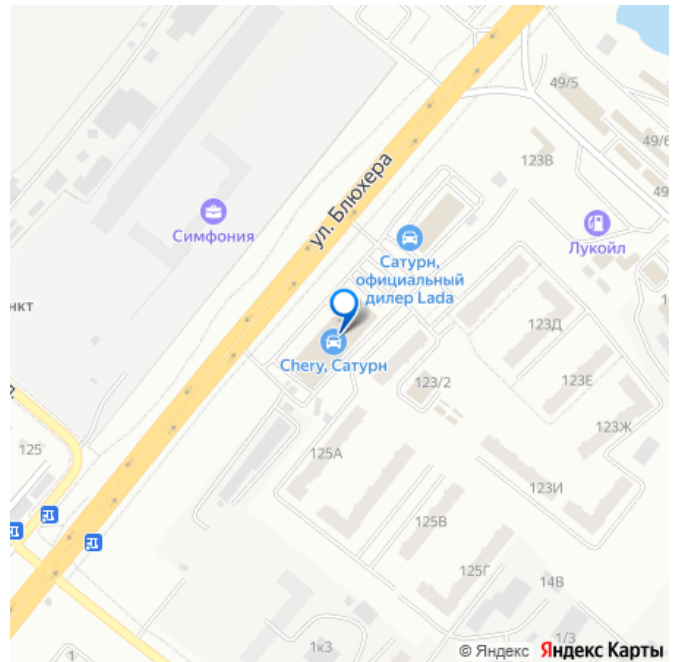 49/5
49/6
123В
49
ул. Блюхера
Симфония
Лукойл
Сатурн,
официальный
дилер Lada
нкт
123Д
Chery, Сатурн
123/2
123Е
123Ж
125
125А
123И
125В
125Г
14В
1/3
1к3
1
© Яндекс Яндекс Карты